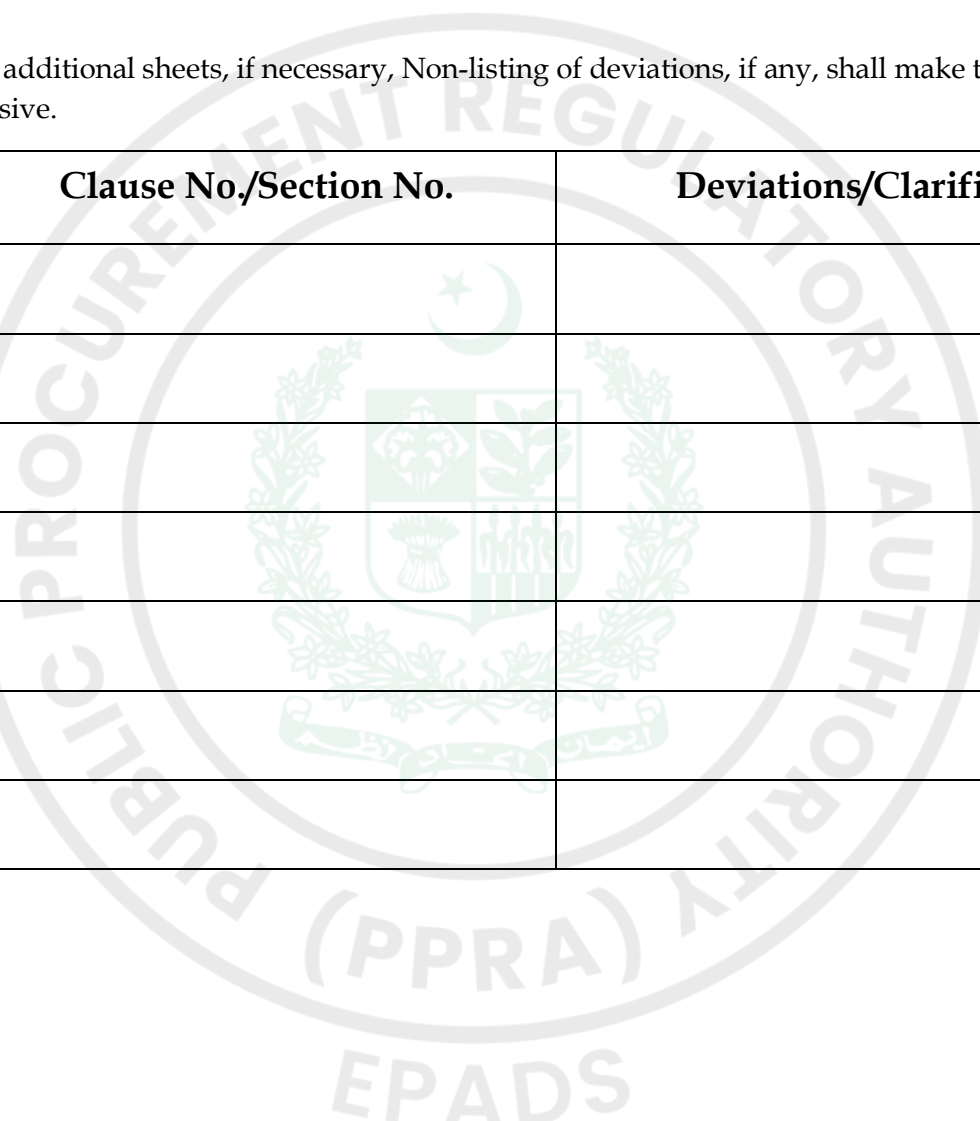 additional sheets, if necessary, Non-listing of deviations, if any, shall make t
sive.
Clause No./Section No.
Deviations/Clarifi
PUBLIC PROCUREMENT REGULATORY AUTHORITY
(PPRA)
EPADS